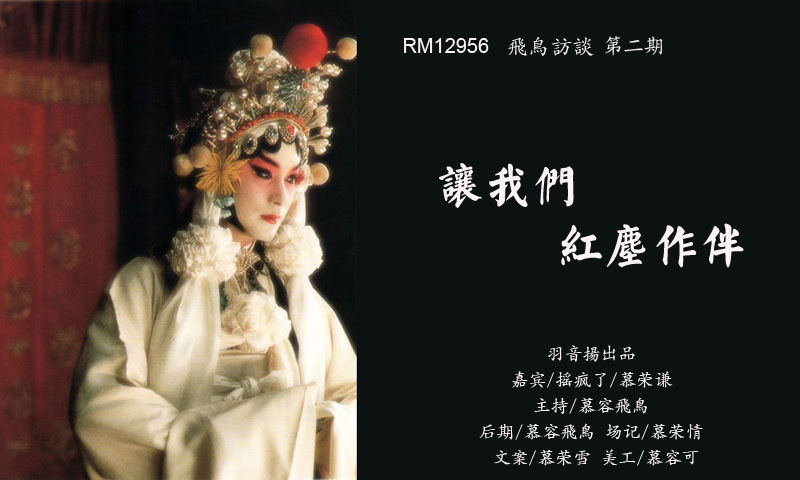 RM12956 飛鳥訪談 第二期
讓我們
紅塵作伴
羽音揚出品
嘉宾/摇疯了/慕荣谦
主持/慕容飛鳥
后期/慕容飛鳥 场记/慕荣情
文案/慕荣雪 美工/慕容可